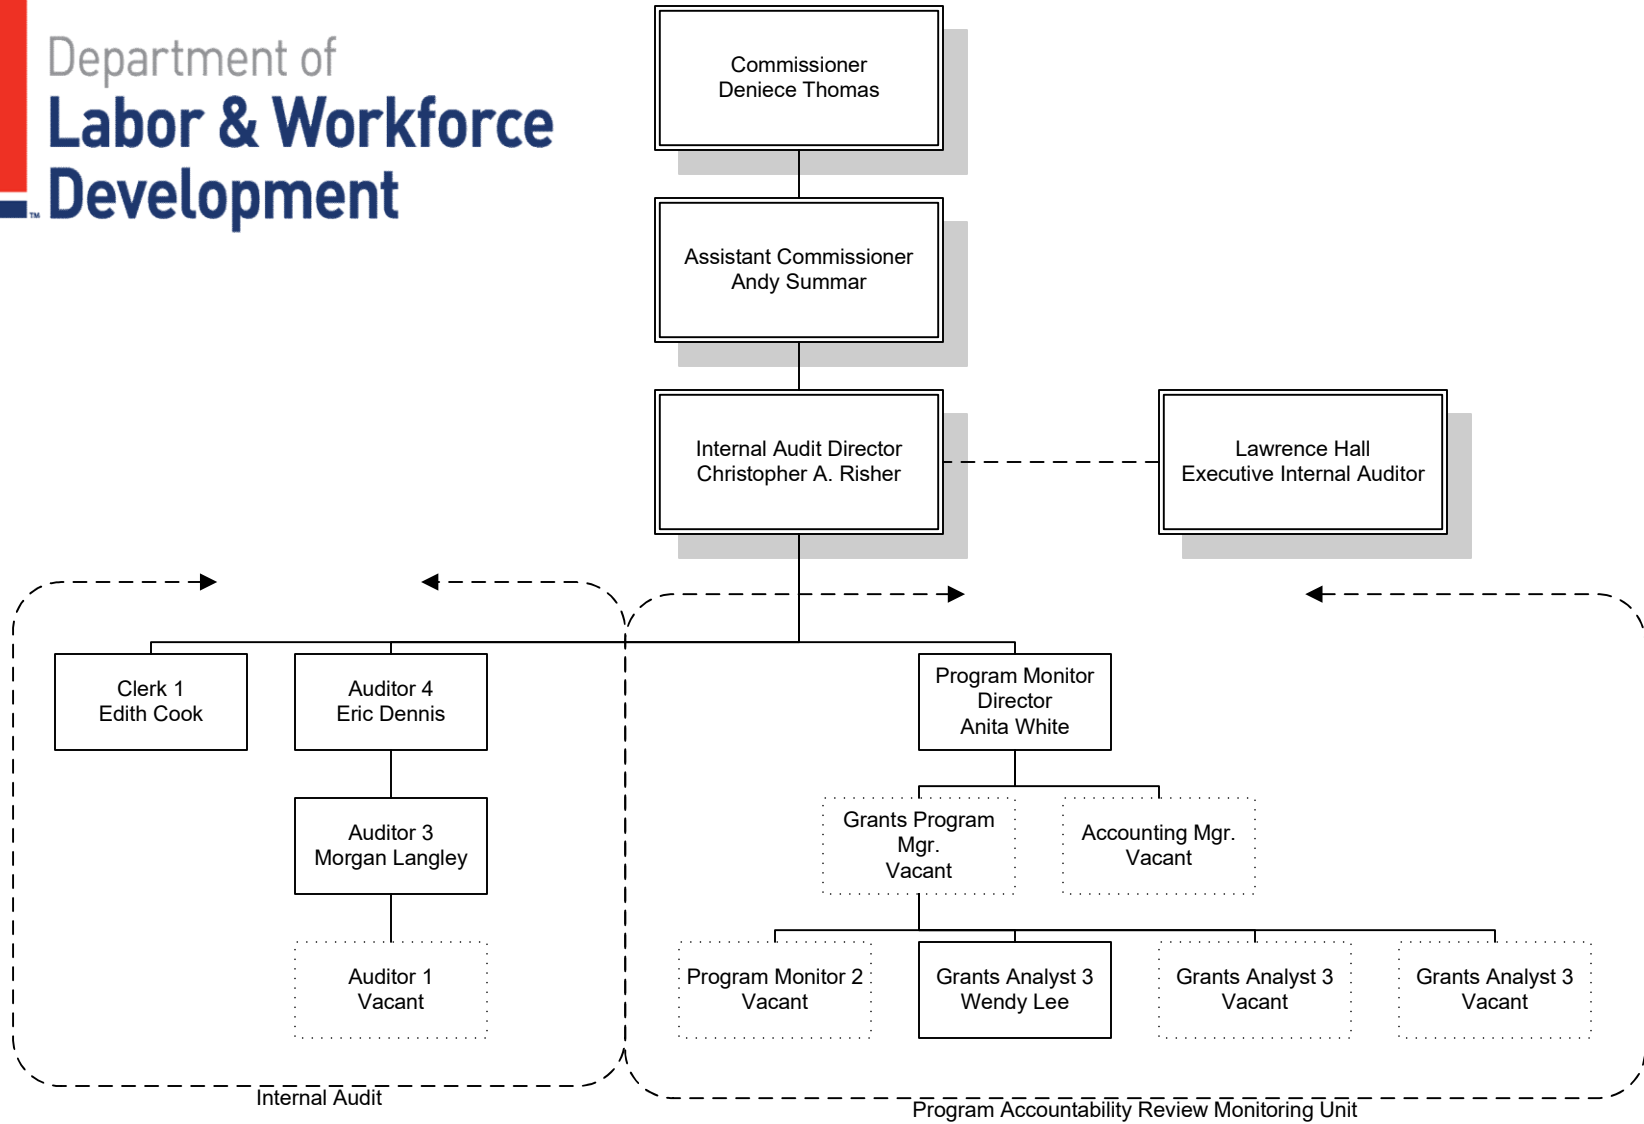 Department of
Labor & Workforce
Development
™
Commissioner
Deniece Thomas
Assistant Commissioner
Andy Summar
Internal Audit Director
Christopher A. Risher
Lawrence Hall
Executive Internal Auditor
Clerk 1
Edith Cook
Auditor 4
Eric Dennis
Program Monitor
Director
Anita White
Auditor 3
Morgan Langley
Grants Program
Mgr.
Vacant
Accounting Mgr.
Vacant
Auditor 1
Vacant
Program Monitor 2
Vacant
Grants Analyst 3
Wendy Lee
Grants Analyst 3
Vacant
Grants Analyst 3
Vacant
Internal Audit
Program Accountability Review Monitoring Unit